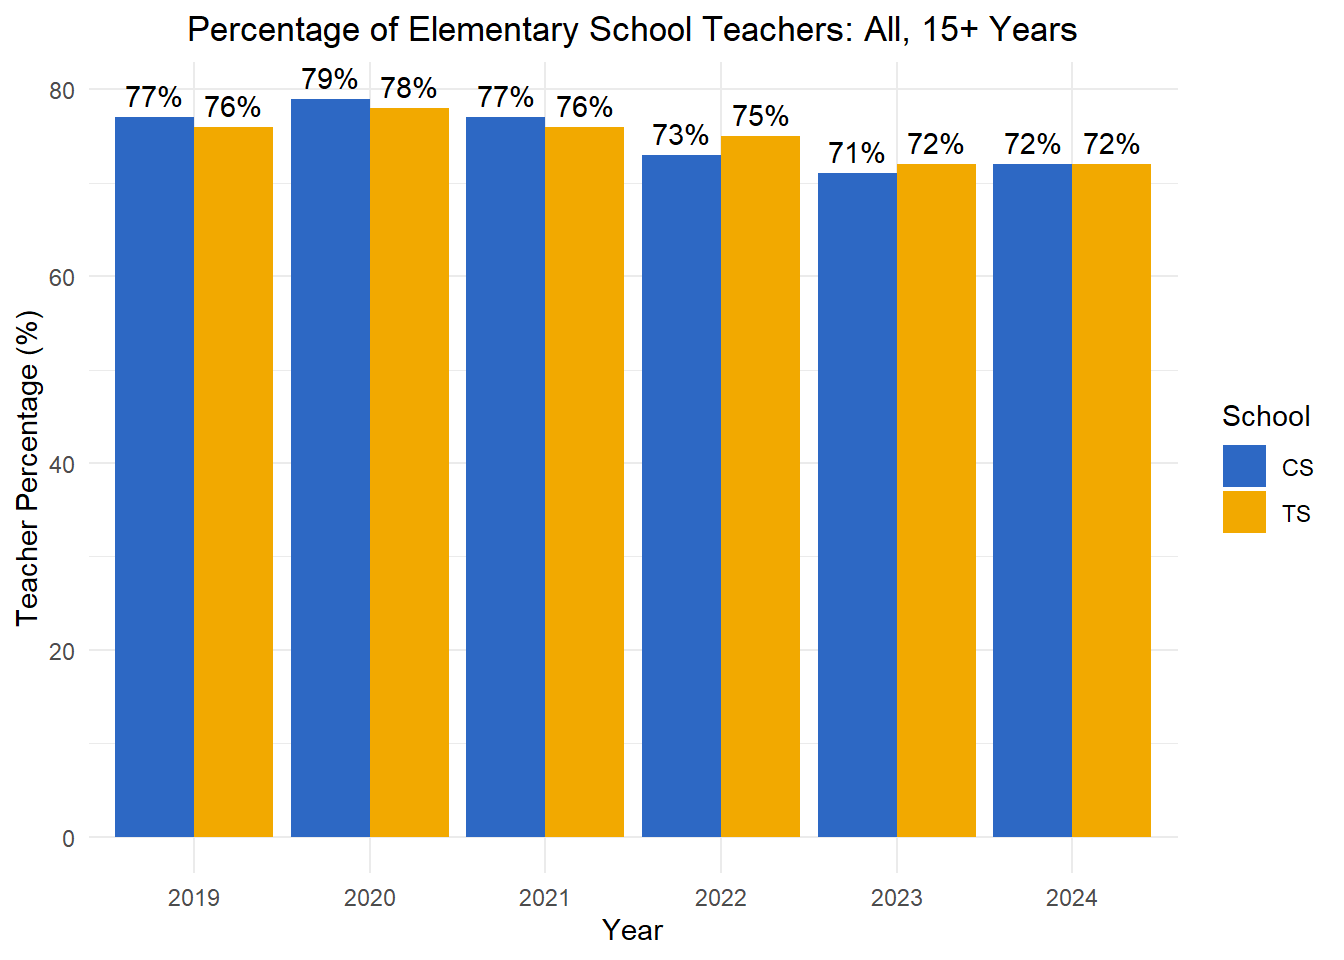 Percentage of Elementary School Teachers: All, 15+ Years
77% 76% 79% 78% 77% 76% 73% 75% 71% 72% 72% 72%
80
60
40
20
0
Teacher Percentage (%)
2019 2020 2021 2022 2023 2024
Year
School
CS
TS